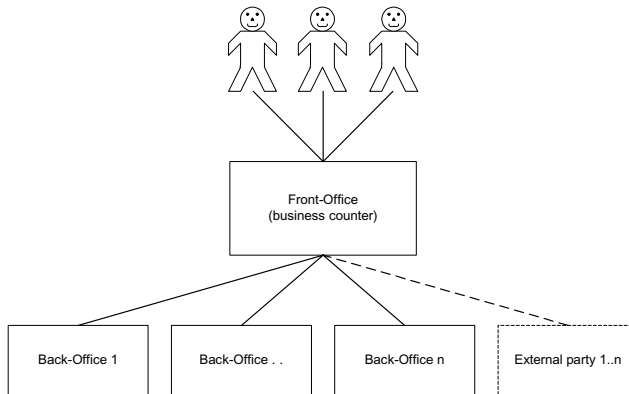 Front-Office
(business counter)
Back-Office 1
Back-Office . .
Back-Office n
External party 1..n